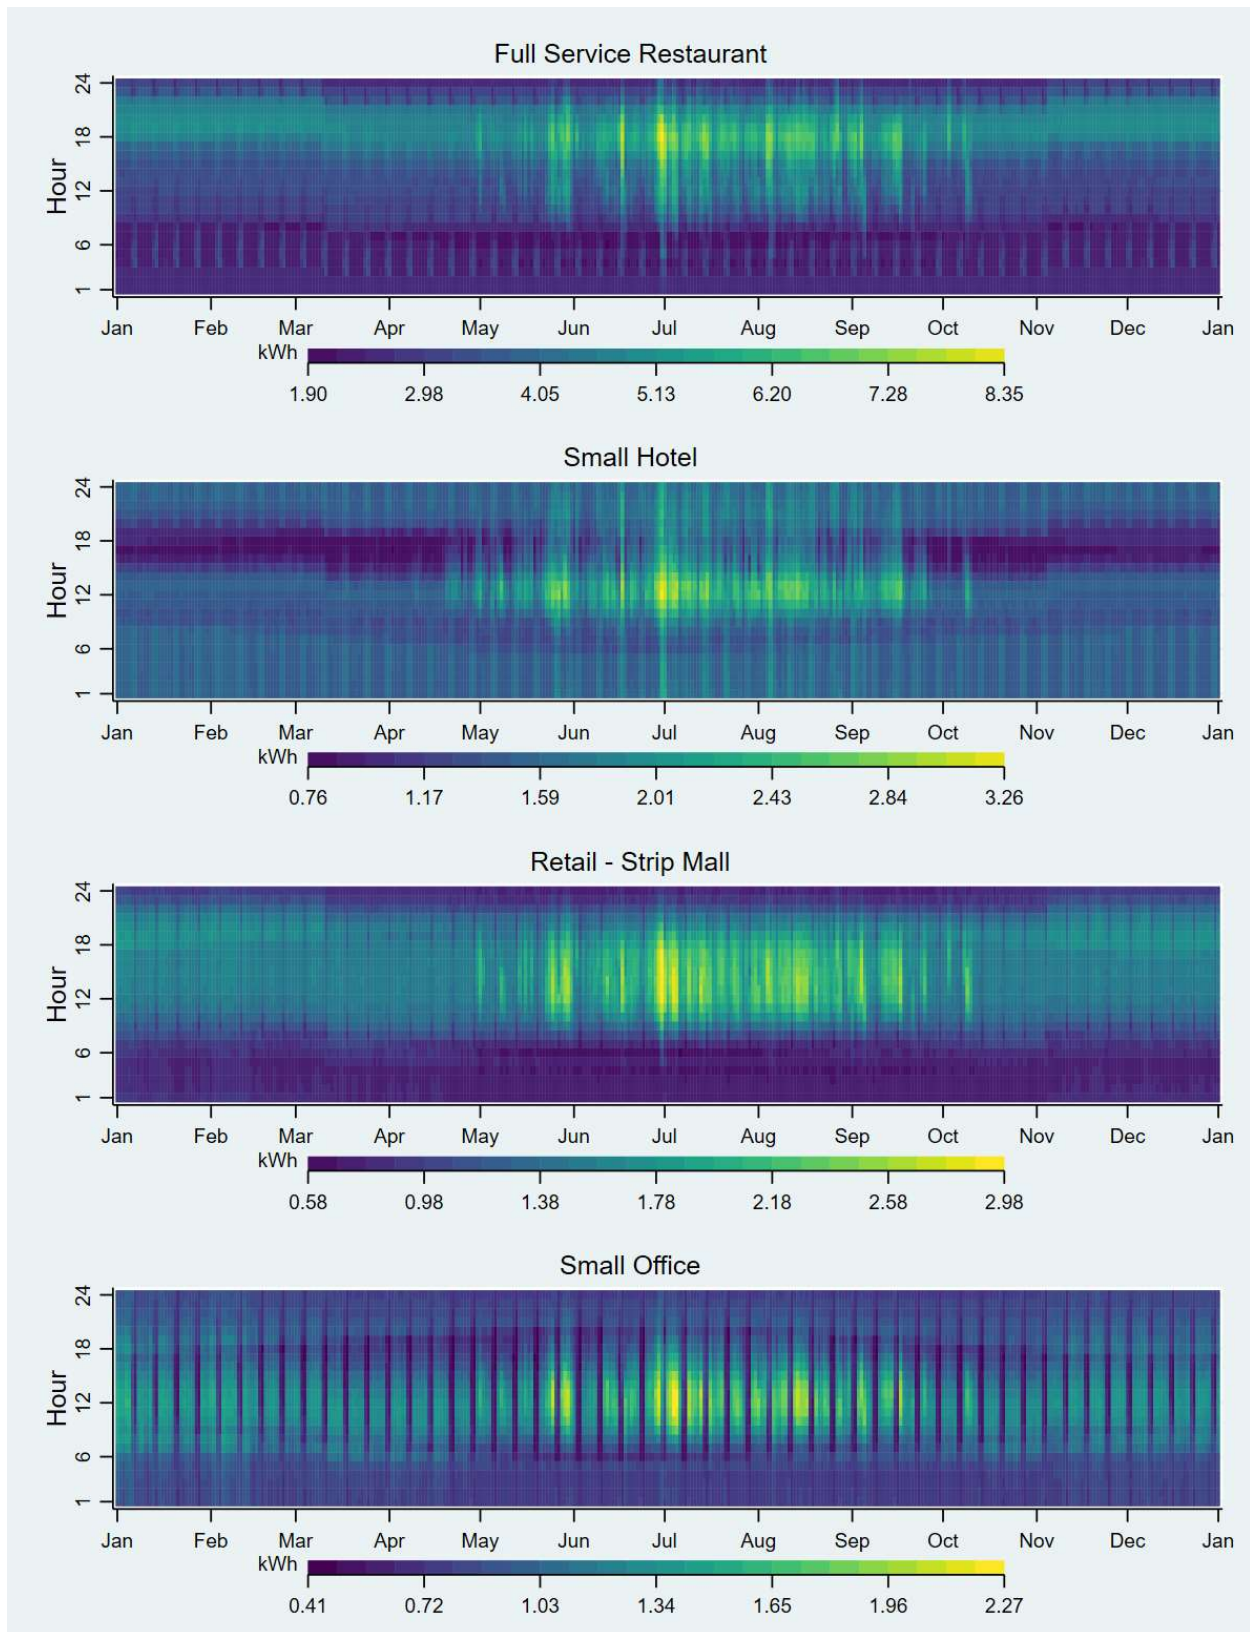 Full Service Restaurant
Hour
24
18
12
6
1
Jan Feb Mar Apr May Jun Jul Aug Sep Oct Nov Dec Jan
kWh
1.90 2.98 4.05 5.13 6.20 7.28 8.35
Small Hotel
Hour
24
18
12
6
1
Jan Feb Mar Apr May Jun Jul Aug Sep Oct Nov Dec Jan
kWh
0.76 1.17 1.59 2.01 2.43 2.84 3.26
Retail - Strip Mall
Hour
24
18
12
6
1
Jan Feb Mar Apr May Jun Jul Aug Sep Oct Nov Dec Jan
kWh
0.58 0.98 1.38 1.78 2.18 2.58 2.98
Small Office
Hour
24
18
12
6
1
Jan Feb Mar Apr May Jun Jul Aug Sep Oct Nov Dec Jan
kWh
0.41 0.72 1.03 1.34 1.65 1.96 2.27